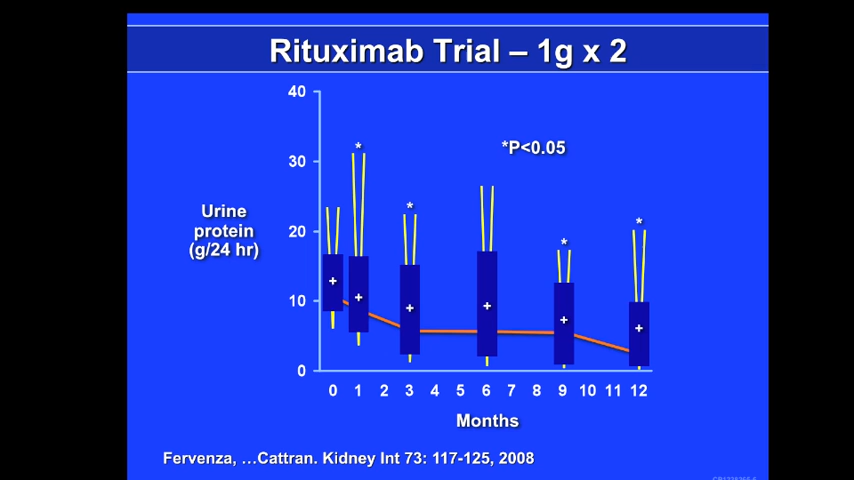 Rituximab Trial – 1g x 2
40
*
*P<0.05
30
*
*
Urine
protein
(g/24 hr)
20
*
10
0
0 1 2 3 4 5 6 7 8 9 10 11 12
Months
Fervenza, …Cattran. Kidney Int 73: 117-125, 2008